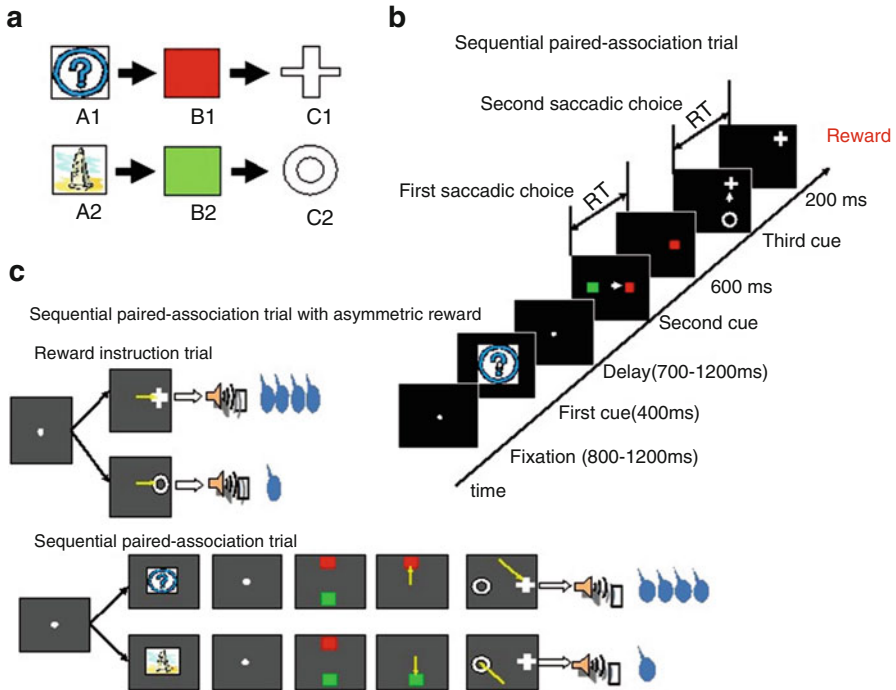 a
A1
B1
C1
A2
B2
C2
b
Sequential paired-association trial
Second saccadic choice
RT
Reward
First saccadic choice
RT
200 ms
Third cue
600 ms
Second cue
Delay(700-1200ms)
First cue(400ms)
Fixation (800-1200ms)
time
c
Sequential paired-association trial with asymmetric reward
Reward instruction trial
Sequential paired-association trial